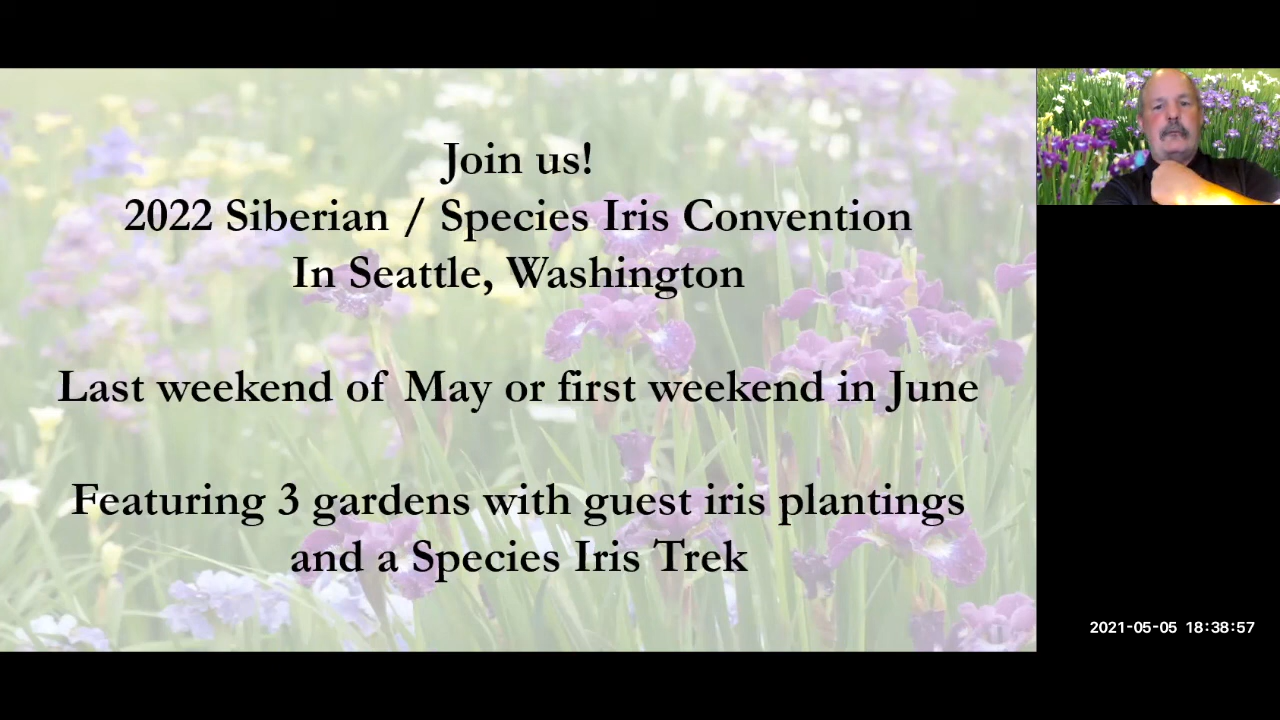 Join us!
2022 Siberian / Species Iris Convention
In Seattle, Washington
Last weekend of May or first weekend in June
Featuring 3 gardens with guest iris plantings
and a Species Iris Trek
2021-05-05 18:38:57